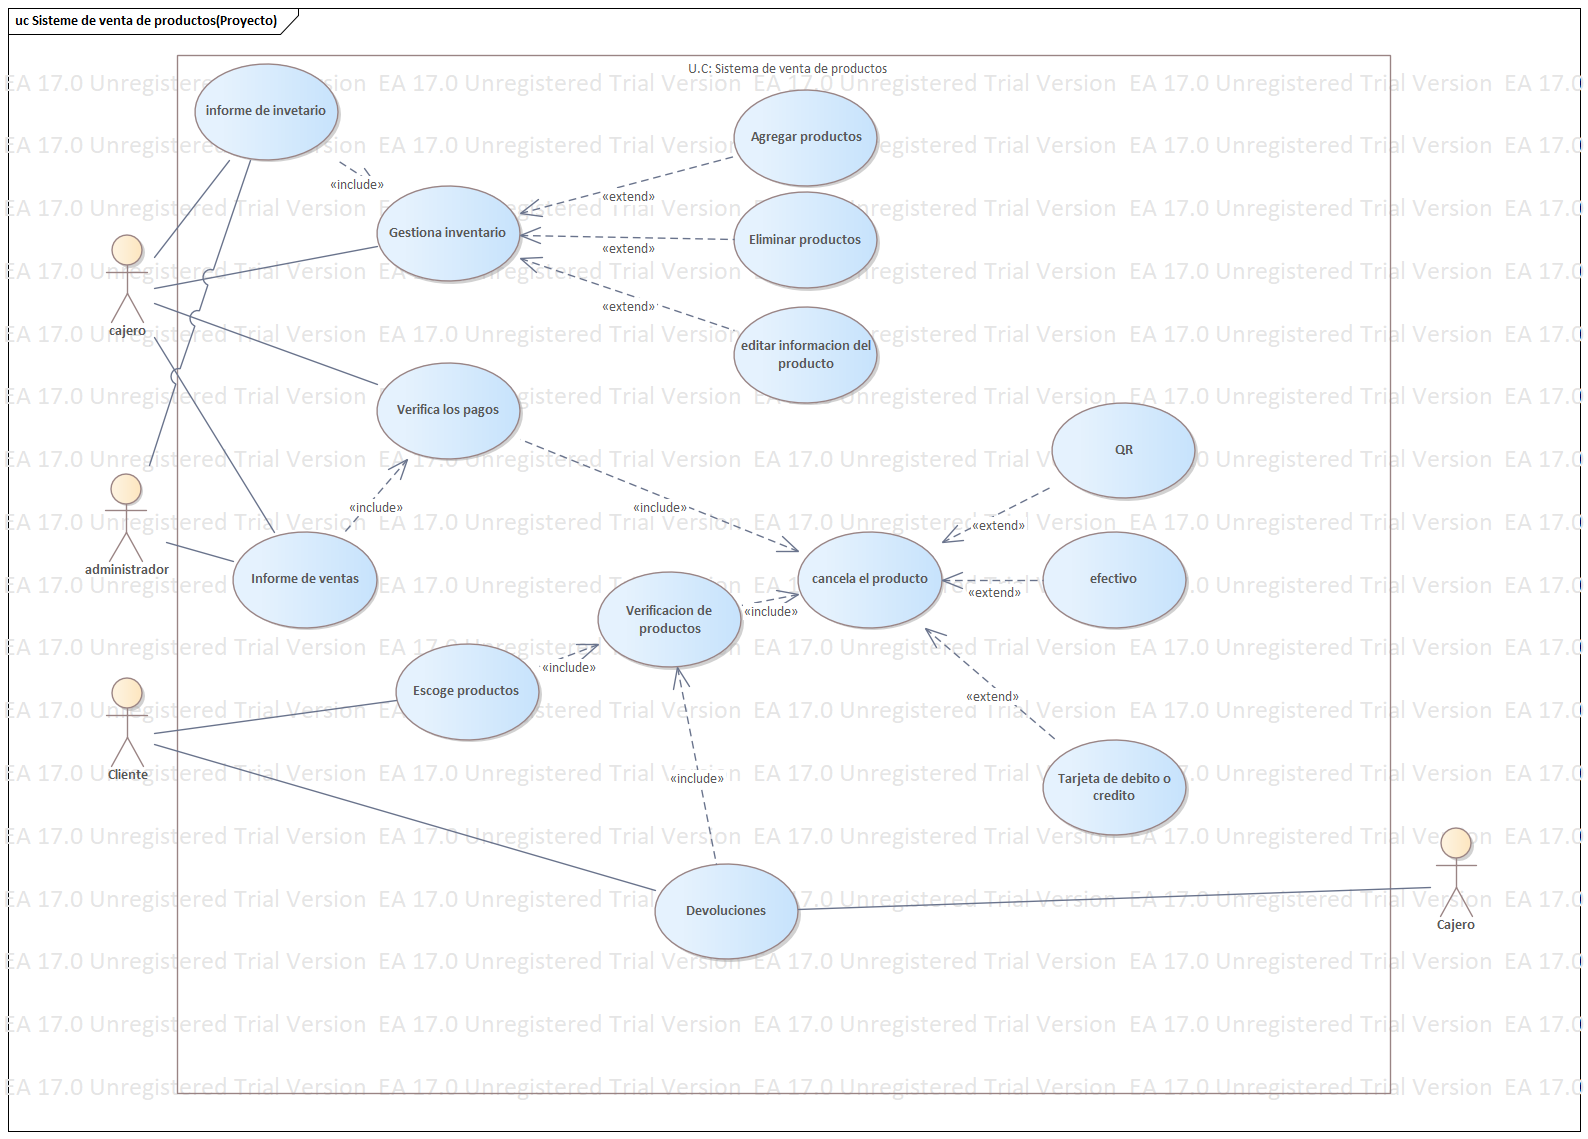 uc Sisteme de venta de productos(Proyecto)
U.C: Sistema de venta de productos
informe de invetario
Agregar productos
«include»
«extend»
Gestiona inventario
Eliminar productos
«extend»
«extend»
cajero
editar informacion del
producto
Verifica los pagos
QR
«include»
«include»
«extend»
administrador
Informe de ventas
cancela el producto
efectivo
«extend»
Verificacion de
productos
«include»
«include»
Escoge productos
«extend»
Cliente
«include»
Tarjeta de debito o
credito
Devoluciones
Cajero
EA 17.0 Unregistered Trial Version EA 17.0 Unregistered Trial Version EA 17.0 Unregistered Trial Version EA 17.0 Unregistered Trial Version EA 17.0